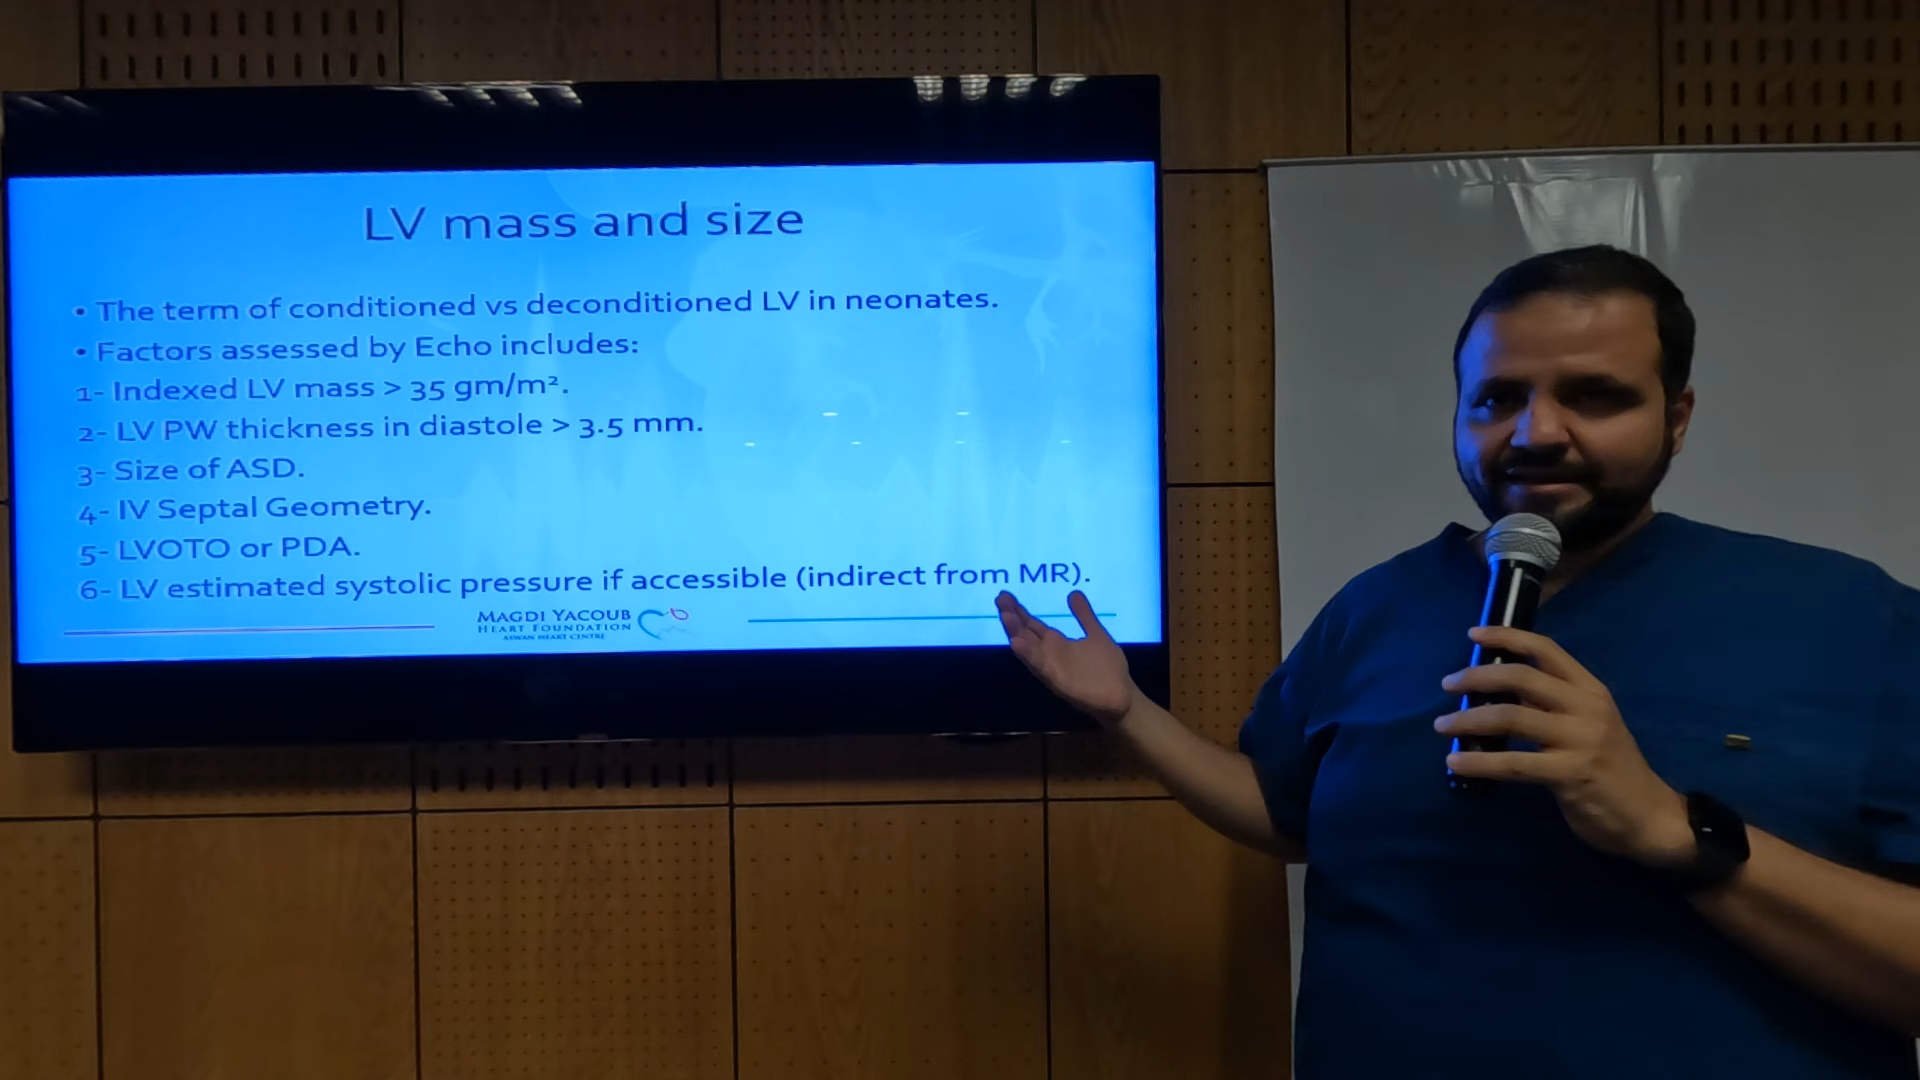 LV mass and size
• The term of conditioned vs deconditioned LV in neonates.
• Factors assessed by Echo includes:
1- Indexed LV mass > 35 gm/m².
2- LV PW thickness in diastole > 3.5 mm.
3- Size of ASD.
4- IV Septal Geometry.
5- LVOTO or PDA.
6- LV estimated systolic pressure if accessible (indirect from MR).
MAGDI YACOUB
HEART FOUNDATION
ASWAN HEART CENTRE